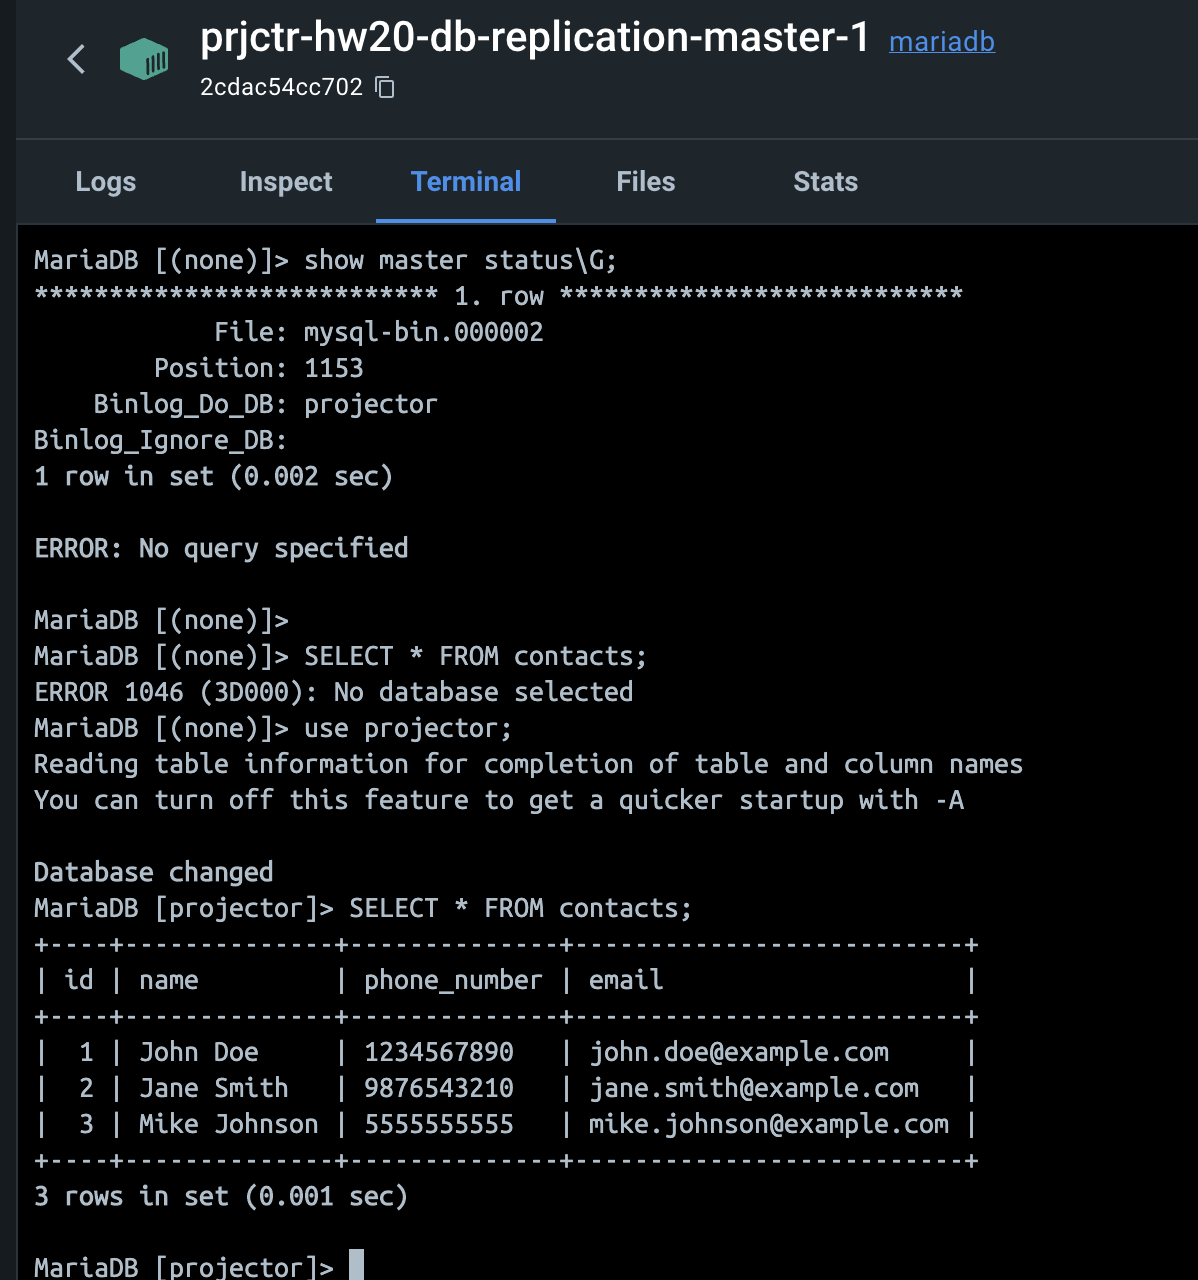 prjctr-hw20-db-replication-master-1 mariadb
2cdac54cc702
Logs Inspect Terminal Files Stats
MariaDB [(none)]> show master status\G;
*************************** 1. row ***************************
            File: mysql-bin.000002
        Position: 1153
    Binlog_Do_DB: projector
Binlog_Ignore_DB:
1 row in set (0.002 sec)

ERROR: No query specified

MariaDB [(none)]>
MariaDB [(none)]> SELECT * FROM contacts;
ERROR 1046 (3D000): No database selected
MariaDB [(none)]> use projector;
Reading table information for completion of table and column names
You can turn off this feature to get a quicker startup with -A

Database changed
MariaDB [projector]> SELECT * FROM contacts;
+----+--------------+--------------+--------------------------+
| id | name         | phone_number | email                    |
+----+--------------+--------------+--------------------------+
|  1 | John Doe     | 1234567890   | john.doe@example.com     |
|  2 | Jane Smith   | 9876543210   | jane.smith@example.com   |
|  3 | Mike Johnson | 5555555555   | mike.johnson@example.com |
+----+--------------+--------------+--------------------------+
3 rows in set (0.001 sec)

MariaDB [projector]>